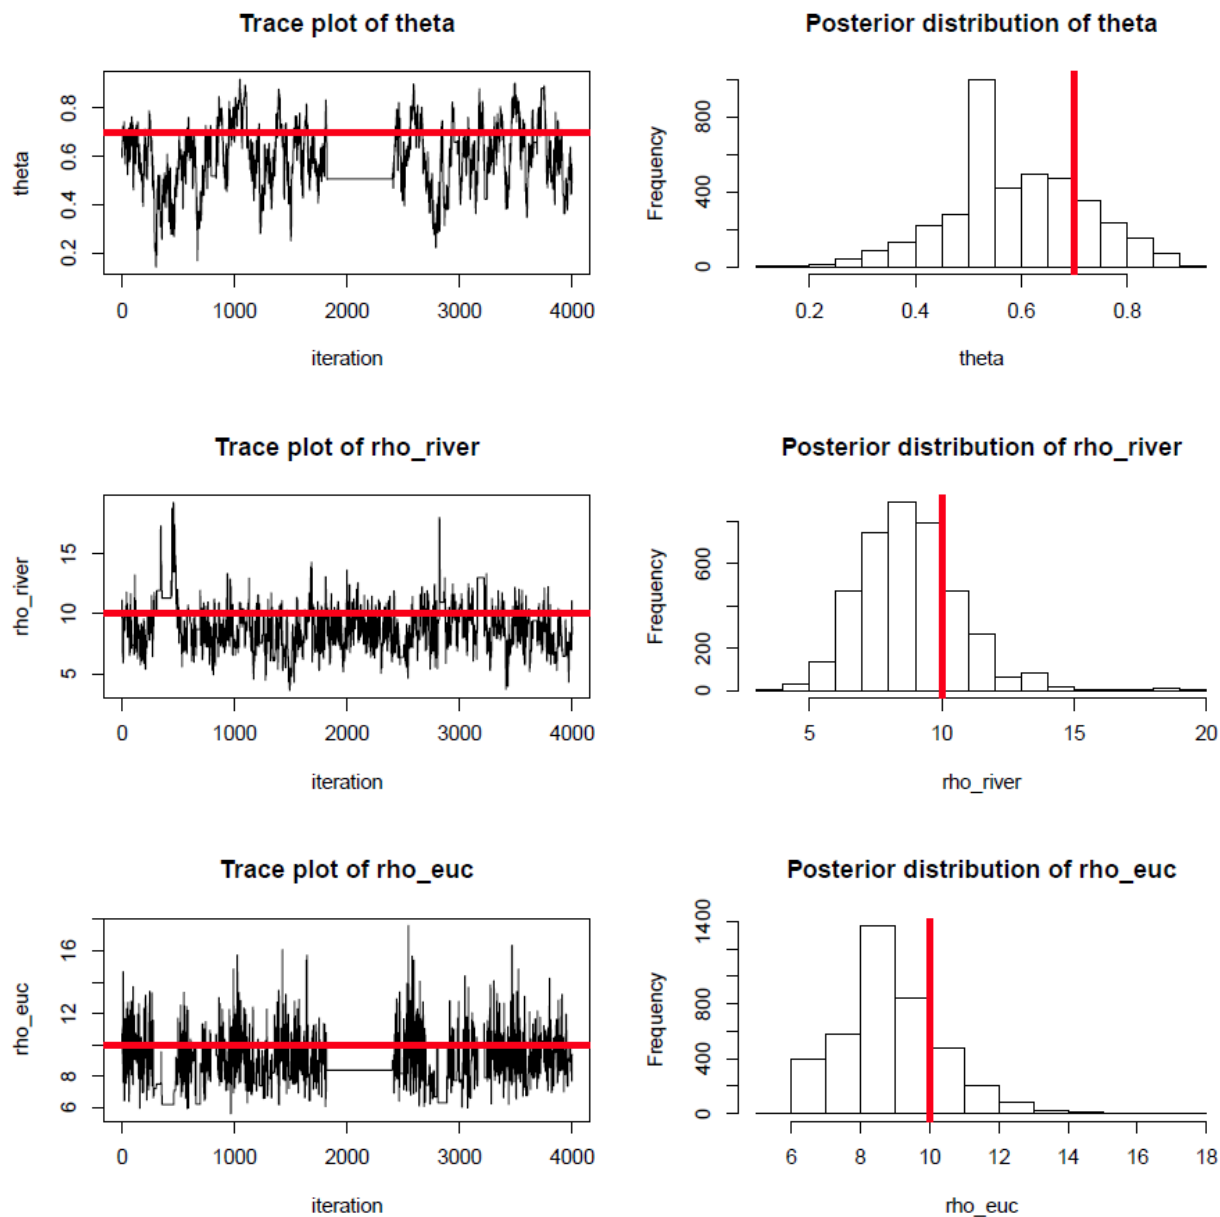 Trace plot of theta
theta
0.2 0.4 0.6 0.8
0 1000 2000 3000 4000
iteration
Posterior distribution of theta
Frequency
0 400 800
0.2 0.4 0.6 0.8
theta
Trace plot of rho_river
rho_river
5 10 15
0 1000 2000 3000 4000
iteration
Posterior distribution of rho_river
Frequency
0 200 600
5 10 15 20
rho_river
Trace plot of rho_euc
rho_euc
6 8 12 16
0 1000 2000 3000 4000
iteration
Posterior distribution of rho_euc
Frequency
0 400 800 1400
6 8 10 12 14 16 18
rho_euc